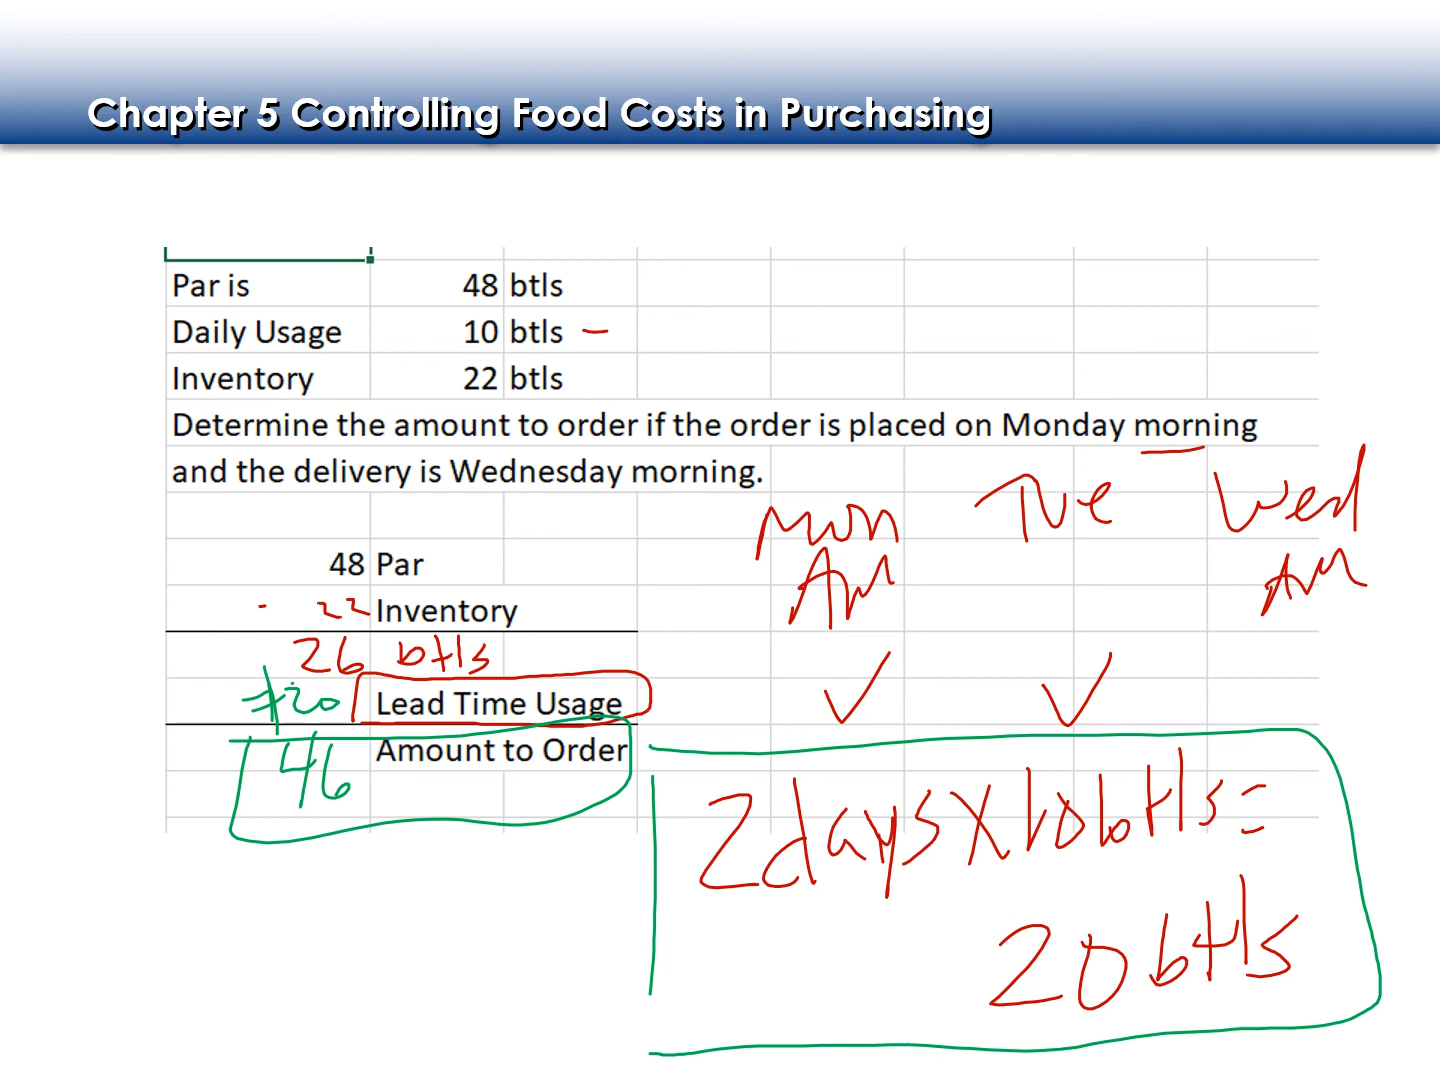 Chapter 5 Controlling Food Costs in Purchasing
Par is 48 btls
Daily Usage 10 btls -
Inventory 22 btls
Determine the amount to order if the order is placed on Monday morning
and the delivery is Wednesday morning.
Mon Tue Wed
AM AM
48 Par
- 22 Inventory
26 btls
+20 Lead Time Usage
46 Amount to Order
2 days X 10 btls =
20 btls